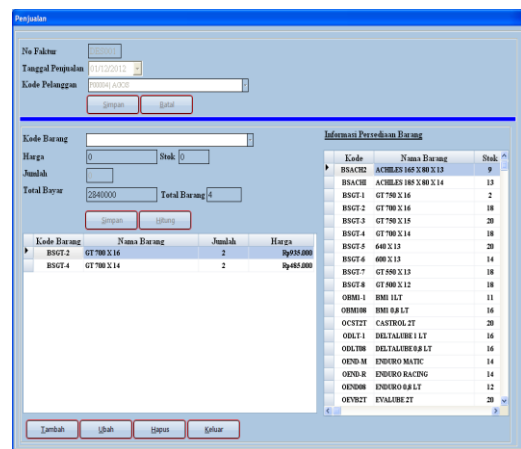 Penjualan
No Faktur
Tanggal Penjualan 01/12/2012
Kode Pelanggan
Simpan Batal
Kode Barang
Harga 0 Stok 0
Jumlah
Total Bayar 2840000 Total Barang 4
Simpan Hitung
Kode Barang Nama Barang Jumlah Harga
BSGT-2 GT 700 X 16 2 Rp935.000
BSGT-4 GT 700 X 14 2 Rp485.000
Informasi Persediaan Barang
Kode Nama Barang Stok
BSACH2 ACHILES 165 X 80 X 13 9
BSACHI ACHILES 185 X 80 X 14 13
BSGT-1 GT 750 X 16 2
BSGT-2 GT 700 X 16 18
BSGT-3 GT 750 X 15 20
BSGT-4 GT 700 X 14 18
BSGT-5 640 X 13 20
BSGT-6 600 X 13 14
BSGT-7 GT 550 X 13 18
BSGT-8 GT 500 X 12 18
OBM1-1 BM1 1LT 11
OBM108 BM1 0,8 LT 16
OCST2T CASTROL 2T 20
ODLT-1 DELTALUBE 1 LT 16
ODLT08 DELTALUBE 0,8 LT 16
OEND-M ENDURO MATIC 14
OEND-R ENDURO RACING 14
OEND08 ENDURO 0,8 LT 12
OEVB2T EVALUBE 2T 20
Tambah Ubah Hapus Keluar